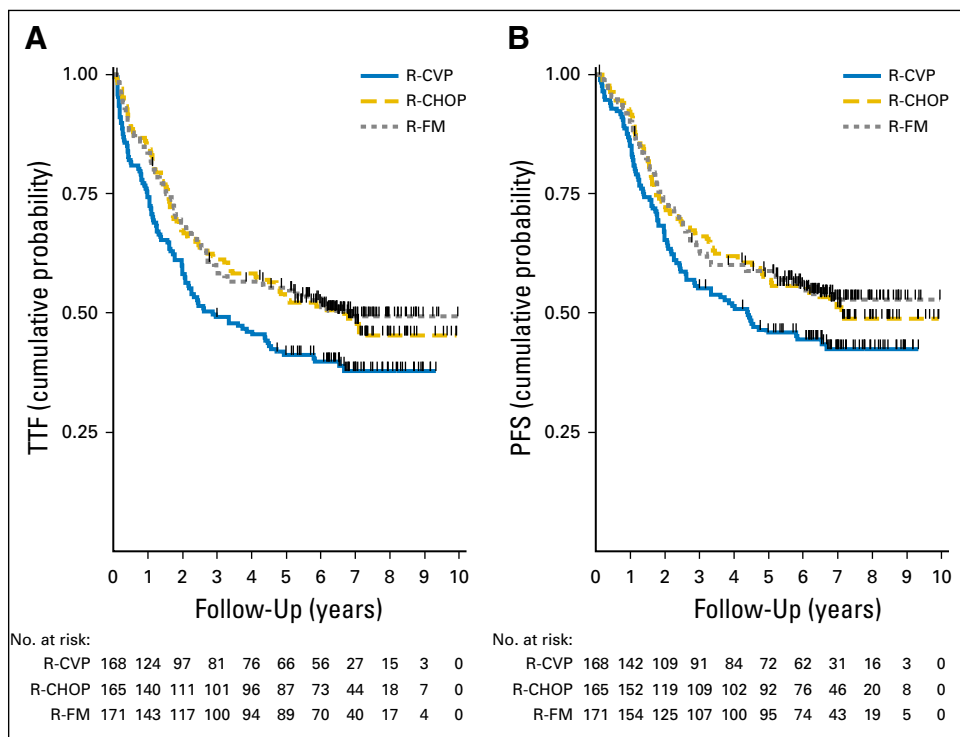 A
1.00
0.75
0.50
0.25
TTF (cumulative probability)
R-CVP
R-CHOP
R-FM
0 1 2 3 4 5 6 7 8 9 10
Follow-Up (years)
No. at risk:
R-CVP 168 124 97 81 76 66 56 27 15 3 0
R-CHOP 165 140 111 101 96 87 73 44 18 7 0
R-FM 171 143 117 100 94 89 70 40 17 4 0
B
1.00
0.75
0.50
0.25
PFS (cumulative probability)
R-CVP
R-CHOP
R-FM
0 1 2 3 4 5 6 7 8 9 10
Follow-Up (years)
No. at risk:
R-CVP 168 142 109 91 84 72 62 31 16 3 0
R-CHOP 165 152 119 109 102 92 76 46 20 8 0
R-FM 171 154 125 107 100 95 74 43 19 5 0